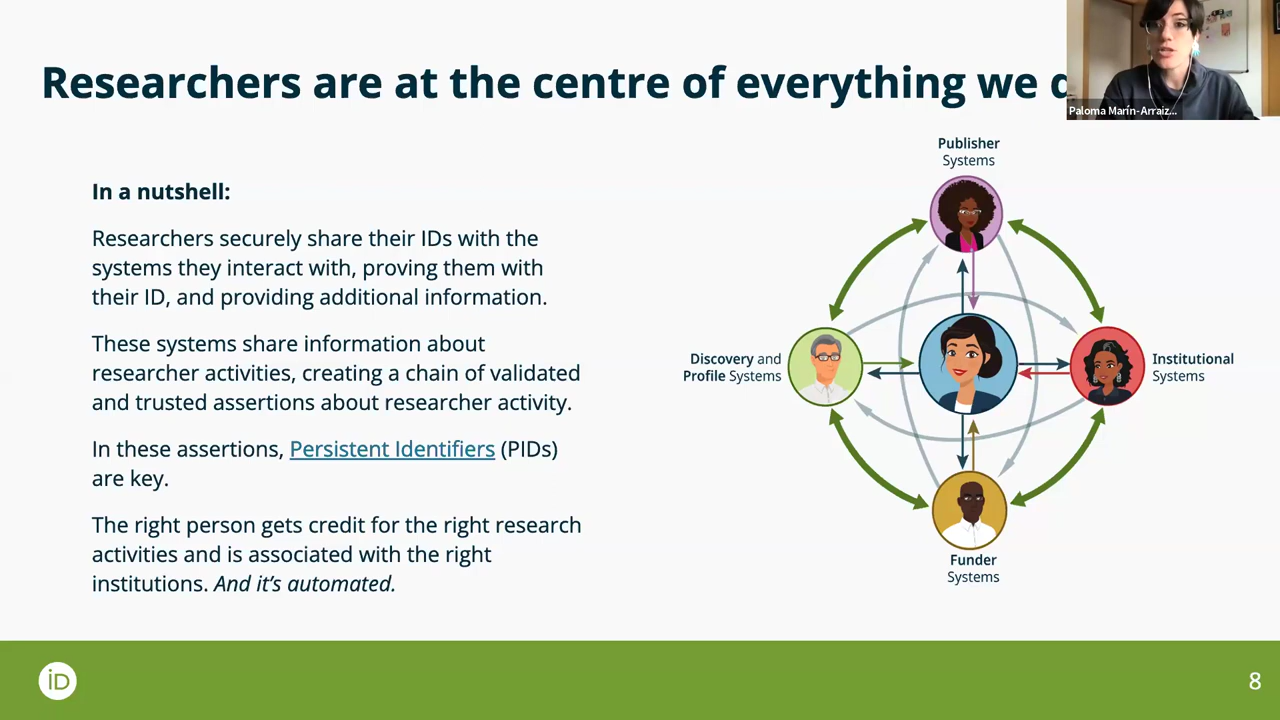 Researchers are at the centre of everything we
Paloma Marín-Arraiz...
In a nutshell:
Researchers securely share their IDs with the
systems they interact with, proving them with
their ID, and providing additional information.
These systems share information about
researcher activities, creating a chain of validated
and trusted assertions about researcher activity.
In these assertions, Persistent Identifiers (PIDs)
are key.
The right person gets credit for the right research
activities and is associated with the right
institutions. And it's automated.
Publisher
Systems
Discovery and
Profile Systems
Institutional
Systems
Funder
Systems
iD
8